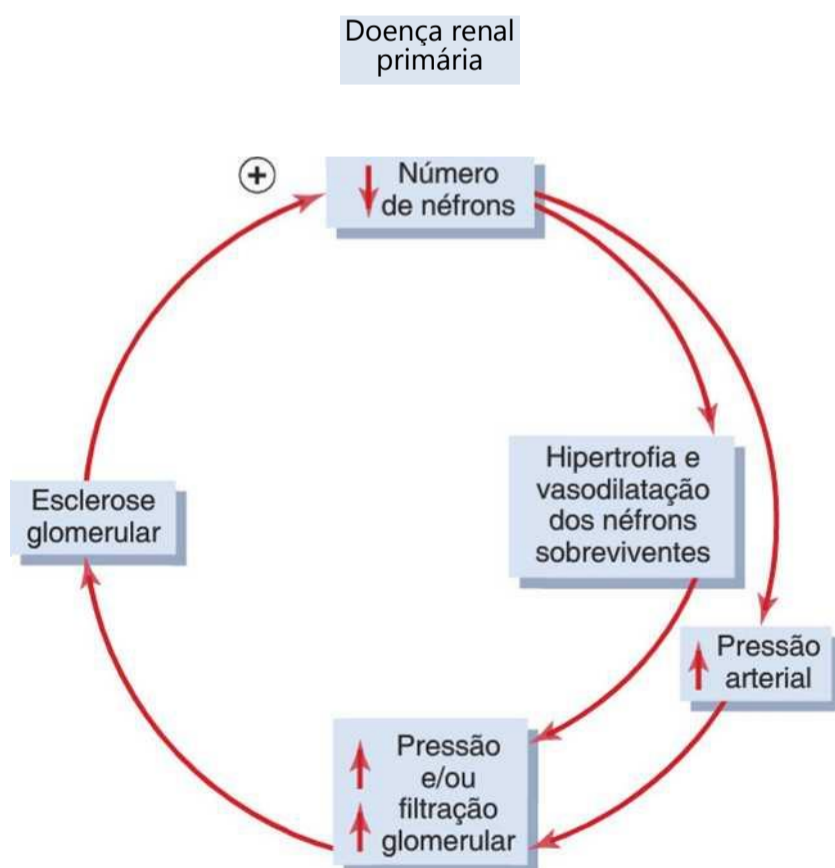 Doença renal
primária
+
↓ Número
de néfrons
Hipertrofia e
vasodilatação
dos néfrons
sobreviventes
Esclerose
glomerular
↑ Pressão
arterial
↑ Pressão
e/ou
↑ filtração
glomerular